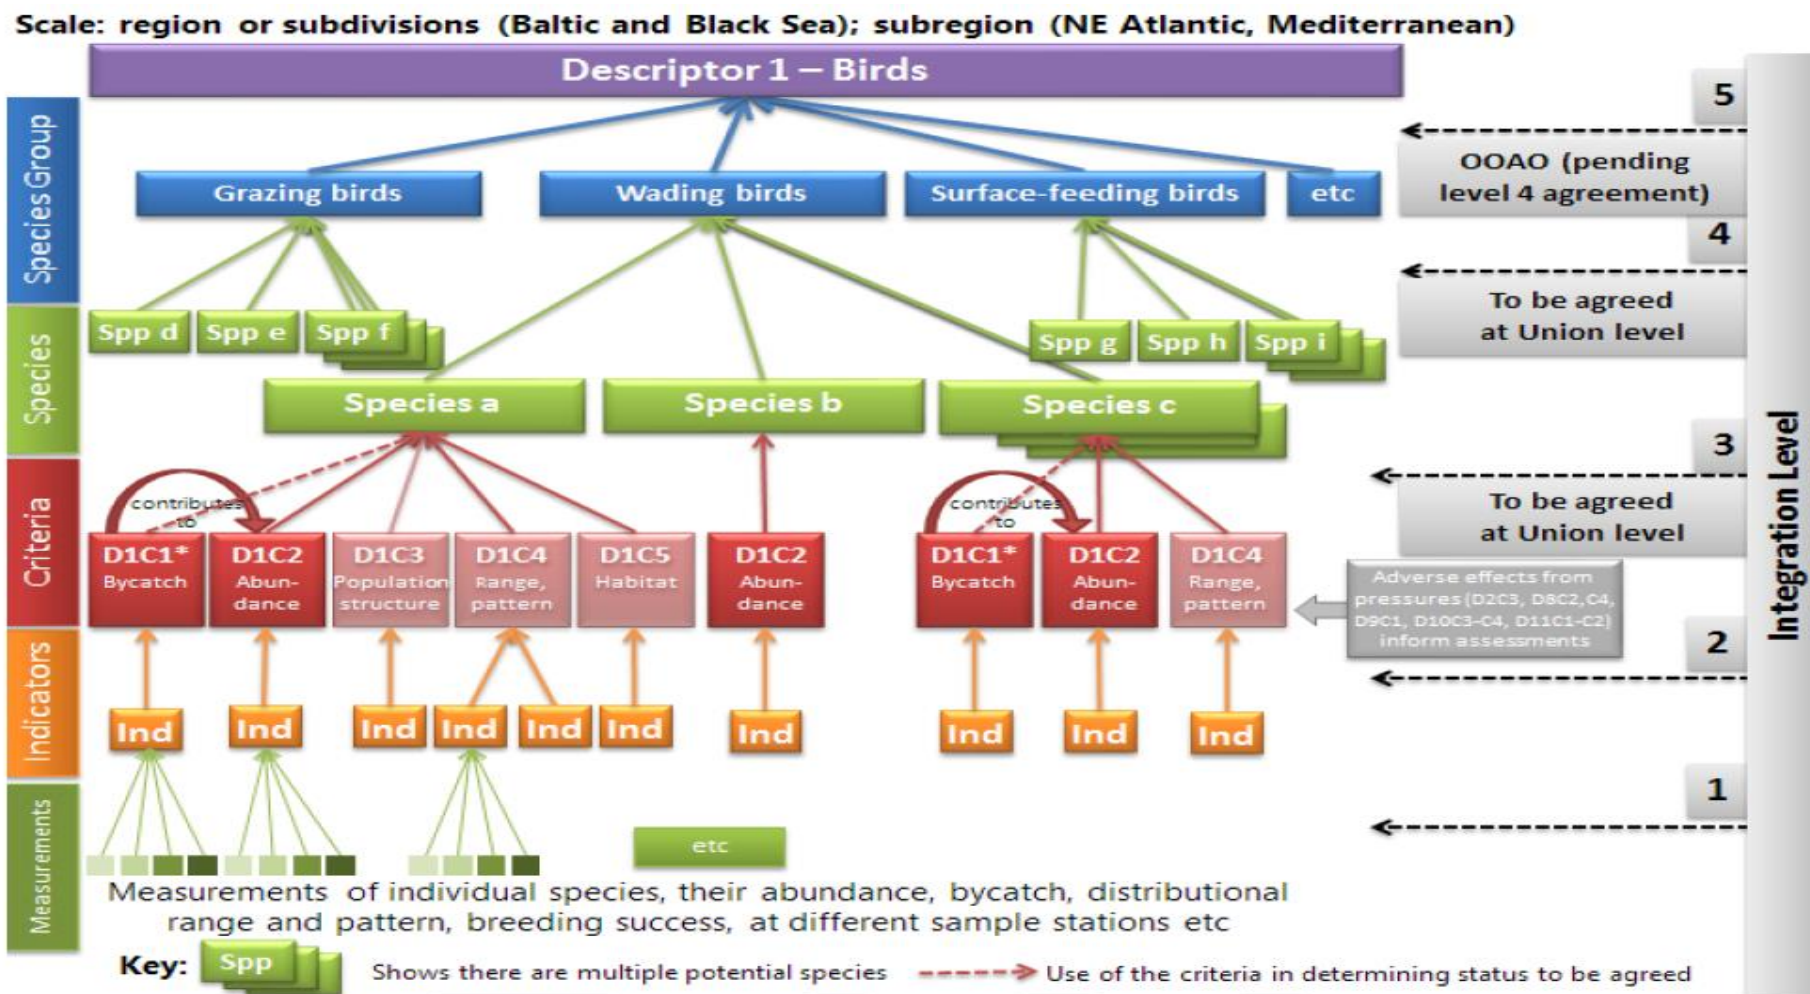 Scale: region or subdivisions (Baltic and Black Sea); subregion (NE Atlantic, Mediterranean)
Descriptor 1 – Birds
5
Species Group
OOAO (pending
level 4 agreement)
Grazing birds
Wading birds
Surface-feeding birds
etc
4
To be agreed
at Union level
Species
Spp d
Spp e
Spp f
Spp g
Spp h
Spp i
Species a
Species b
Species c
3
Integration Level
To be agreed
at Union level
Criteria
contributes
to
contributes
to
D1C1*
Bycatch
D1C2
Abun-
dance
D1C3
Population
structure
D1C4
Range,
pattern
D1C5
Habitat
D1C2
Abun-
dance
D1C1*
Bycatch
D1C2
Abun-
dance
D1C4
Range,
pattern
Adverse effects from
pressures (D2C3, D8C2,C4,
D9C1, D10C3-C4, D11C1-C2)
inform assessments
2
Indicators
Ind
Ind
Ind
Ind
Ind
Ind
Ind
Ind
Ind
Ind
1
Measurements
etc
Measurements of individual species, their abundance, bycatch, distributional
range and pattern, breeding success, at different sample stations etc
Key:
Spp
Shows there are multiple potential species
Use of the criteria in determining status to be agreed